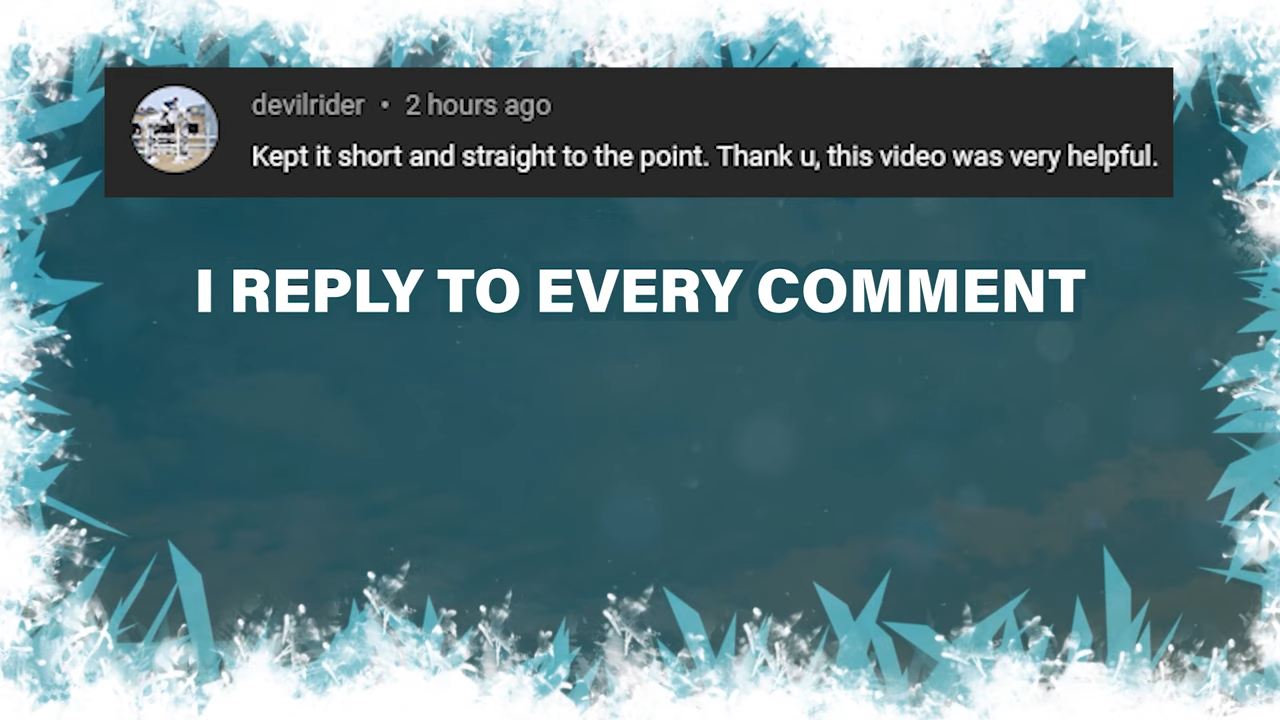 devilrider • 2 hours ago
Kept it short and straight to the point. Thank u, this video was very helpful.
I REPLY TO EVERY COMMENT